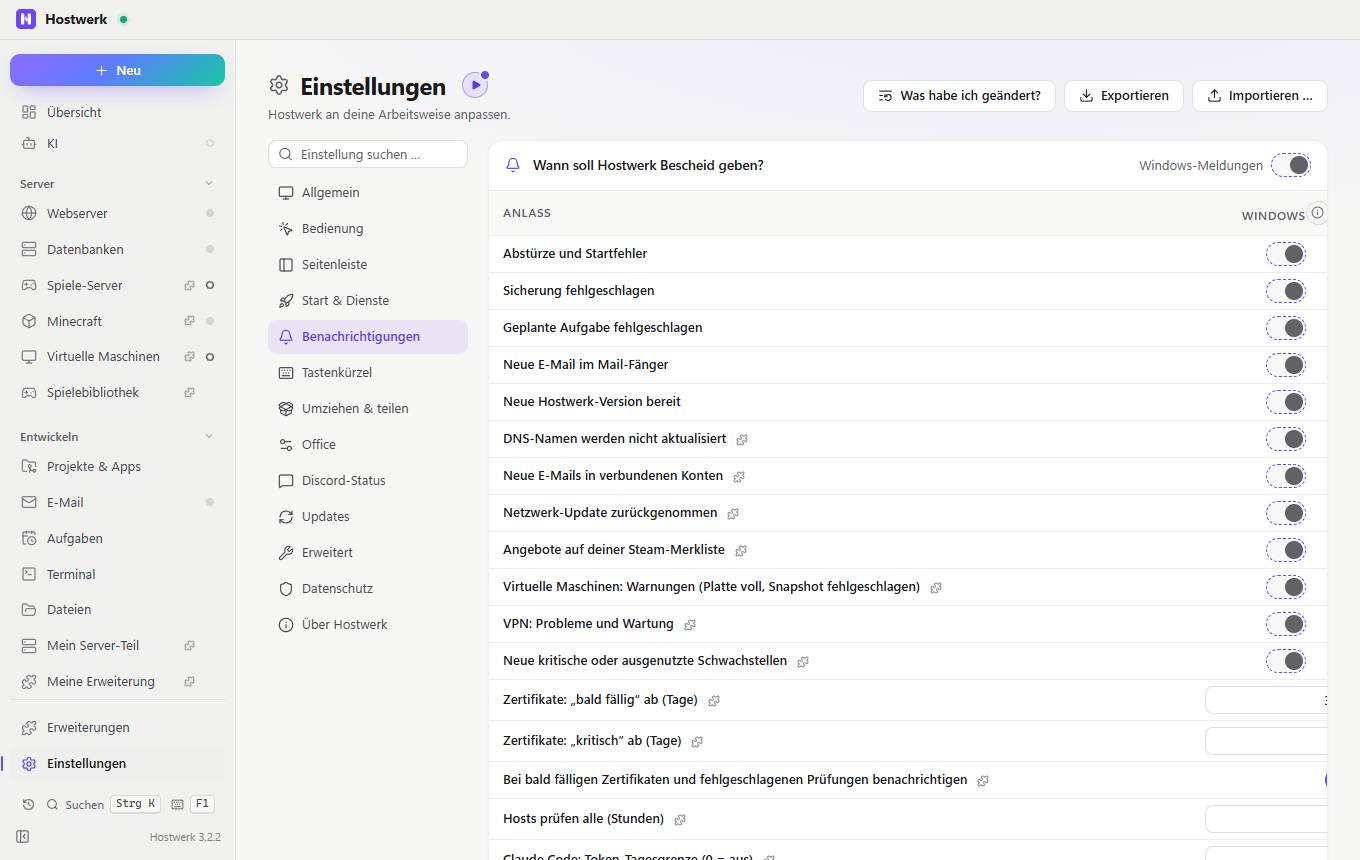 Hostwerk
Neu
Übersicht
KI
Server
Webserver
Datenbanken
Spiele-Server
Minecraft
Virtuelle Maschinen
Spielebibliothek
Entwickeln
Projekte & Apps
E-Mail
Aufgaben
Terminal
Dateien
Mein Server-Teil
Meine Erweiterung
Erweiterungen
Einstellungen
Suchen Strg K F1
Hostwerk 3.2.2
Einstellungen
Hostwerk an deine Arbeitsweise anpassen.
Was habe ich geändert? Exportieren Importieren ...
Einstellung suchen ...
Allgemein
Bedienung
Seitenleiste
Start & Dienste
Benachrichtigungen
Tastenkürzel
Umziehen & teilen
Office
Discord-Status
Updates
Erweitert
Datenschutz
Über Hostwerk
Wann soll Hostwerk Bescheid geben? Windows-Meldungen
ANLASS WINDOWS
Abstürze und Startfehler
Sicherung fehlgeschlagen
Geplante Aufgabe fehlgeschlagen
Neue E-Mail im Mail-Fänger
Neue Hostwerk-Version bereit
DNS-Namen werden nicht aktualisiert
Neue E-Mails in verbundenen Konten
Netzwerk-Update zurückgenommen
Angebote auf deiner Steam-Merkliste
Virtuelle Maschinen: Warnungen (Platte voll, Snapshot fehlgeschlagen)
VPN: Probleme und Wartung
Neue kritische oder ausgenutzte Schwachstellen
Zertifikate: „bald fällig“ ab (Tage)
Zertifikate: „kritisch“ ab (Tage)
Bei bald fälligen Zertifikaten und fehlgeschlagenen Prüfungen benachrichtigen
Hosts prüfen alle (Stunden)
Claude Code: Token-Tagesgrenze (0 = aus)